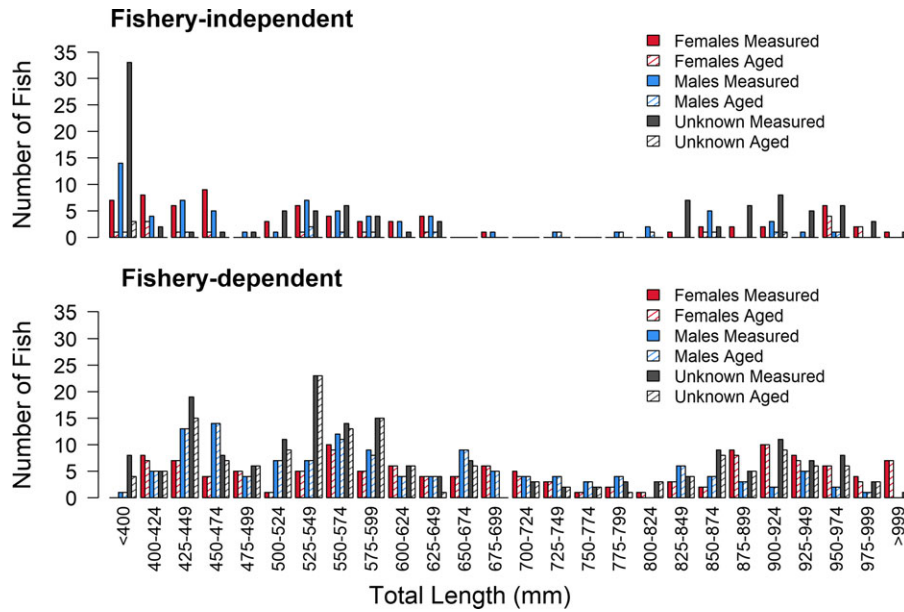 Fishery-independent
Number of Fish
35
30
25
20
15
10
5
0
Females Measured
Females Aged
Males Measured
Males Aged
Unknown Measured
Unknown Aged
Fishery-dependent
Number of Fish
35
30
25
20
15
10
5
0
Females Measured
Females Aged
Males Measured
Males Aged
Unknown Measured
Unknown Aged
<400
400-424
425-449
450-474
475-499
500-524
525-549
550-574
575-599
600-624
625-649
650-674
675-699
700-724
725-749
750-774
775-799
800-824
825-849
850-874
875-899
900-924
925-949
950-974
975-999
>999
Total Length (mm)